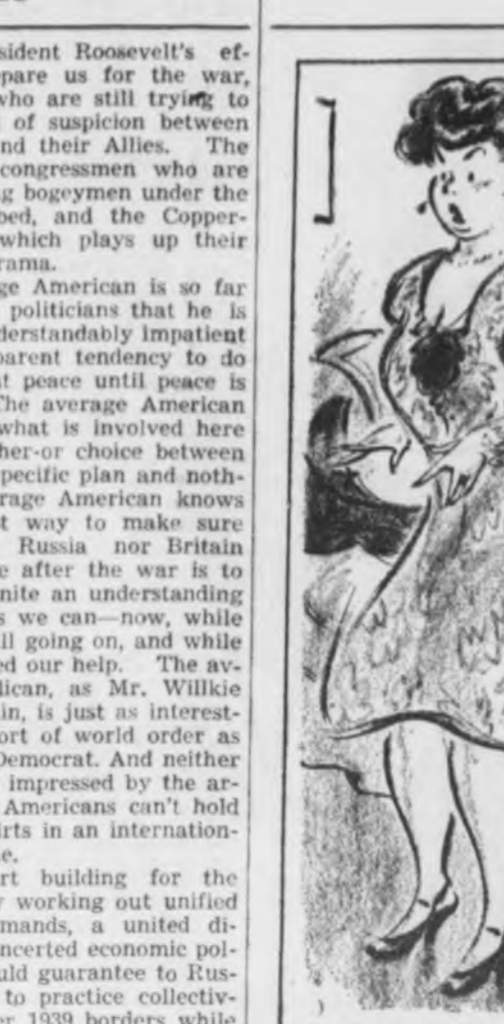 sident Roosevelt's ef-
pare us for the war,
who are still trying to
of suspicion between
nd their Allies. The
congressmen who are
g bogeymen under the
bed, and the Copper-
which plays up their
rama.
ge American is so far
politicians that he is
derstandably impatient
parent tendency to do
t peace until peace is
The average American
what is involved here
her-or choice between
pecific plan and noth-
rage American knows
t way to make sure
Russia nor Britain
e after the war is to
nite an understanding
s we can—now, while
ll going on, and while
ed our help. The av-
lican, as Mr. Willkie
in, is just as interest-
ort of world order as
Democrat. And neither
impressed by the ar-
Americans can't hold
irts in an internation-
e.
rt building for the
working out unified
mands, a united di-
ncerted economic pol-
uld guarantee to Rus-
to practice collectiv-
er 1939 borders while